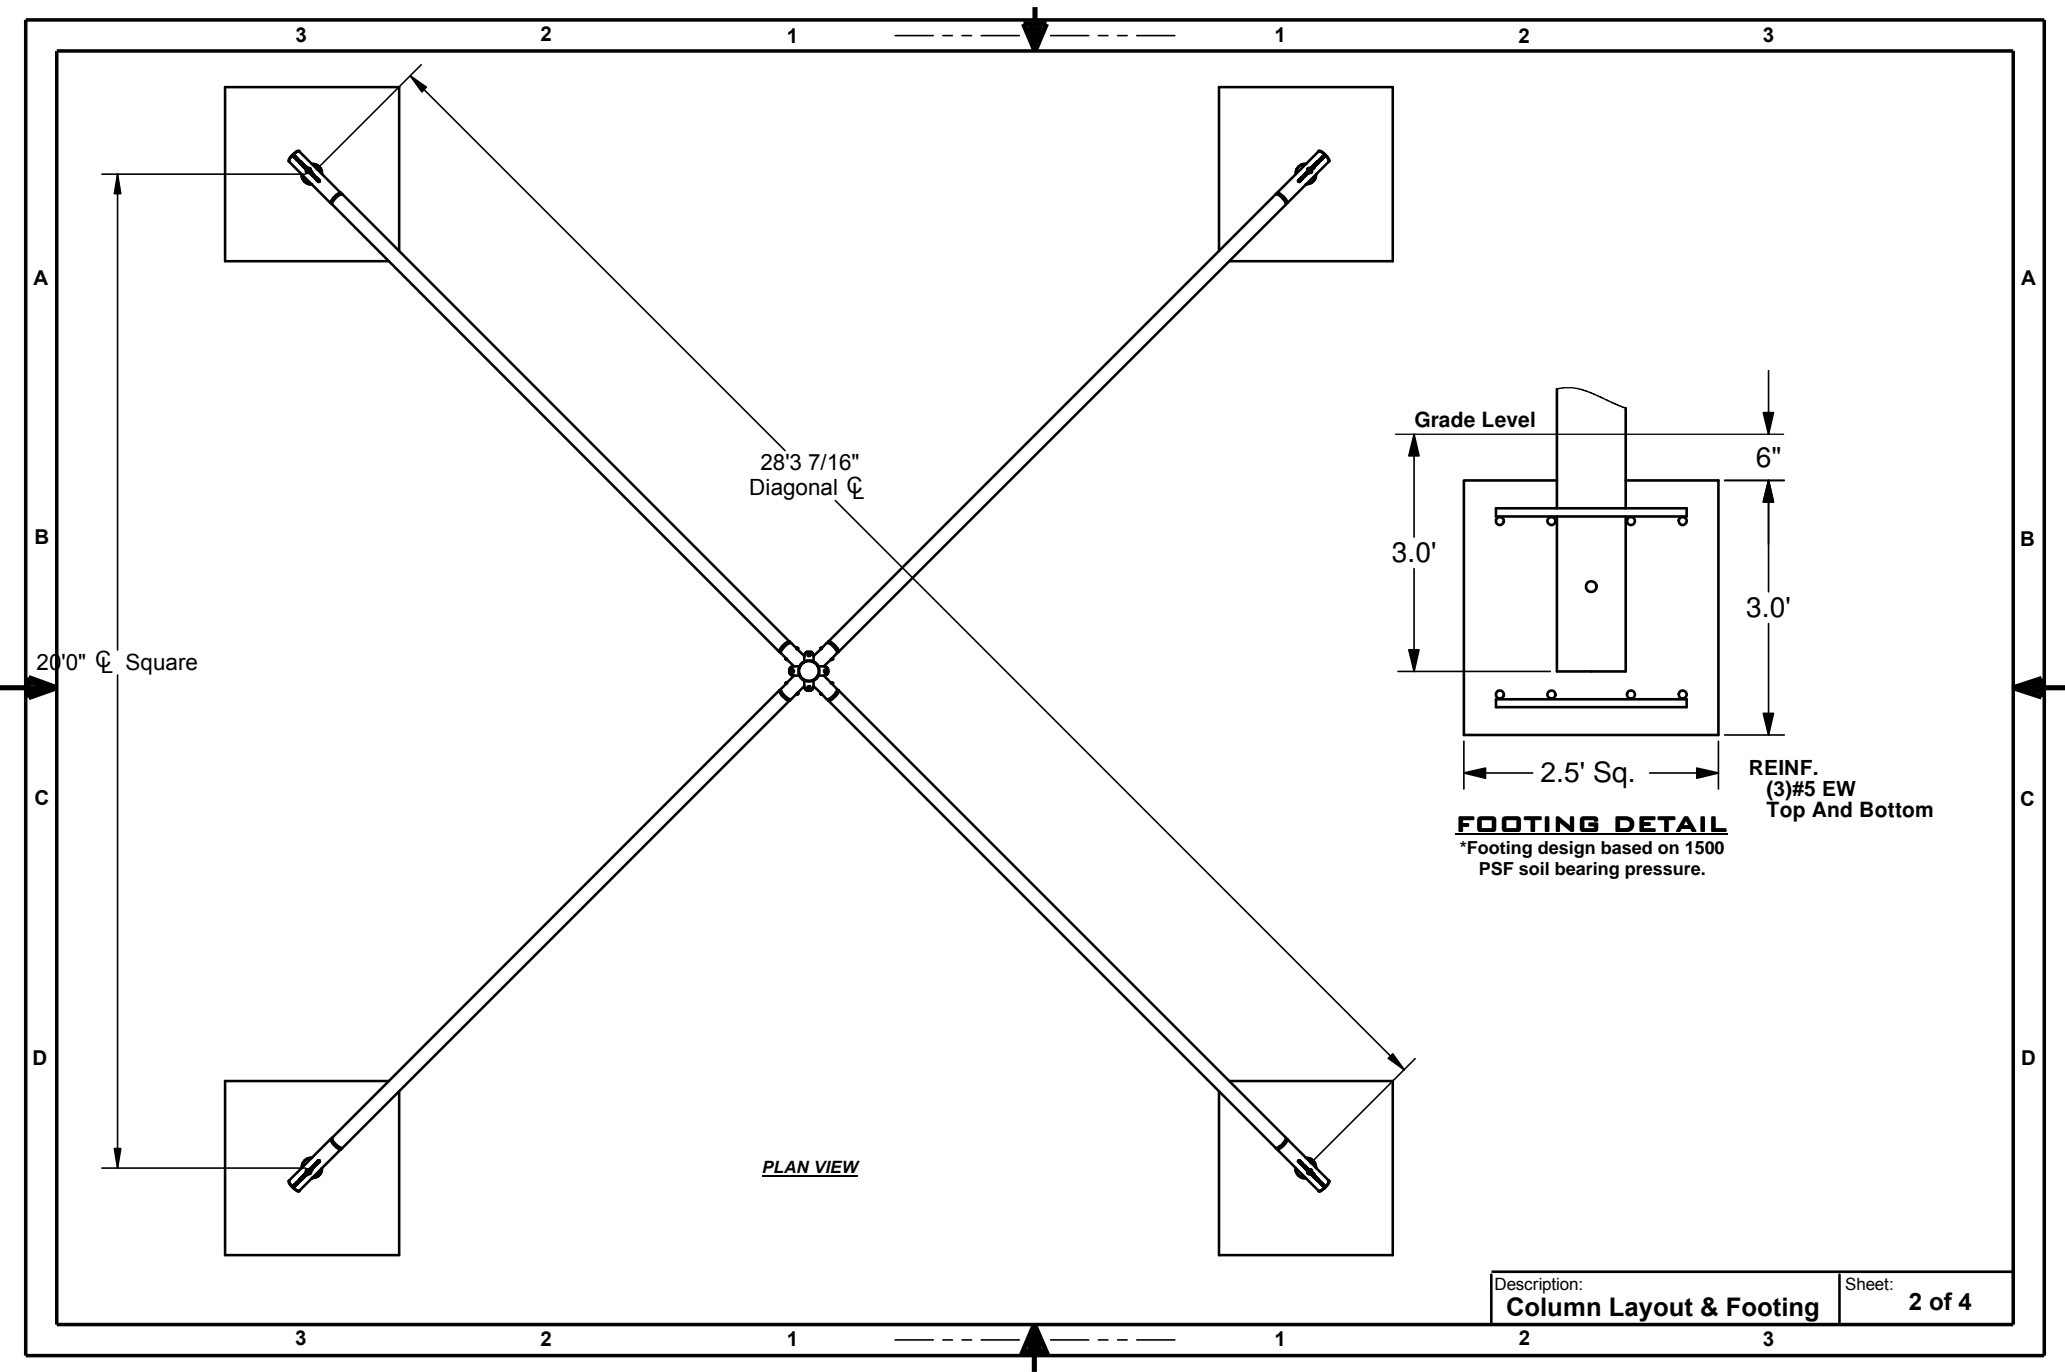 3 2 1 1 2 3
A A
28'3 7/16"
Diagonal ℄
Grade Level
6"
B B
3.0'
3.0'
20'0" ℄ Square
2.5' Sq.
REINF.
(3)#5 EW
Top And Bottom
C C
FOOTING DETAIL
*Footing design based on 1500
PSF soil bearing pressure.
D D
PLAN VIEW
Description:
Column Layout & Footing
Sheet:
2 of 4
3 2 1 1 2 3